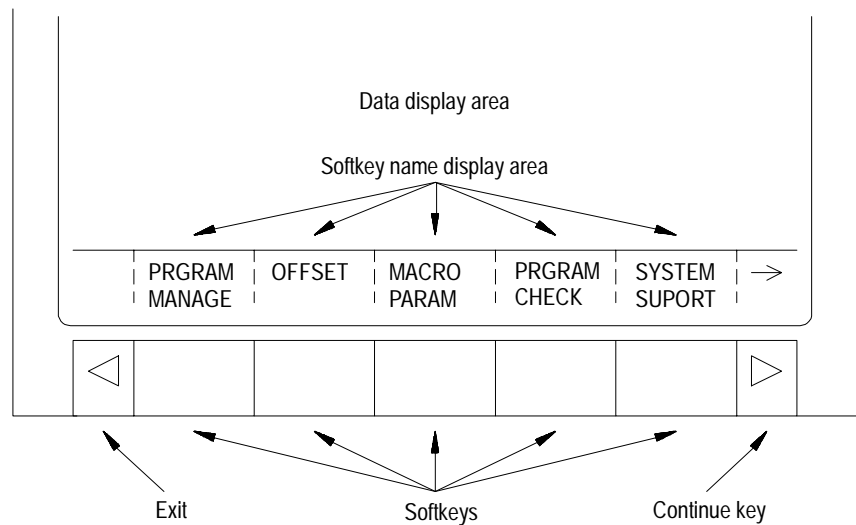 Data display area
Softkey name display area
PRGRAM MANAGE
OFFSET
MACRO PARAM
PRGRAM CHECK
SYSTEM SUPORT
Exit
Softkeys
Continue key